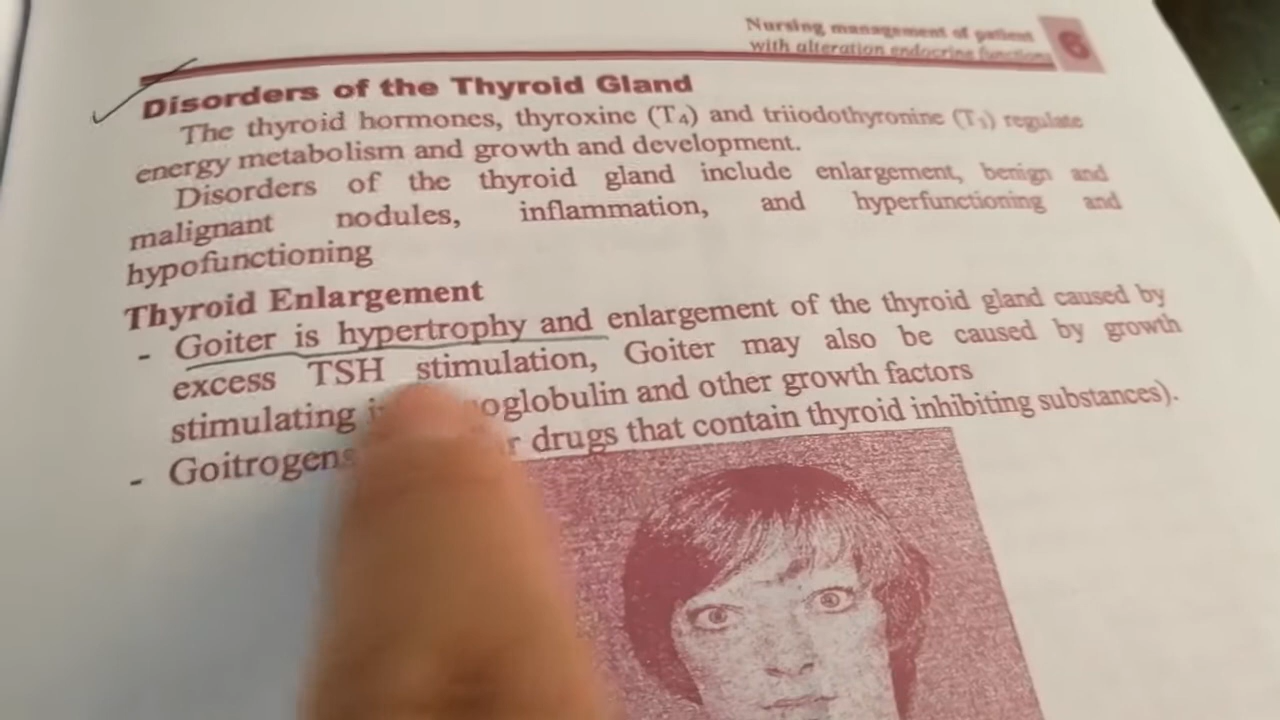 Nursing management of patient
with alteration endocrine functions
6
Disorders of the Thyroid Gland
The thyroid hormones, thyroxine (T₄) and triiodothyronine (T₃) regulate
energy metabolism and growth and development.
Disorders of the thyroid gland include enlargement, benign and
malignant nodules, inflammation, and hyperfunctioning and
hypofunctioning
Thyroid Enlargement
- Goiter is hypertrophy and enlargement of the thyroid gland caused by
excess TSH stimulation, Goiter may also be caused by growth
stimulating and other growth factors
- Goitrogens drugs that contain thyroid inhibiting substances).